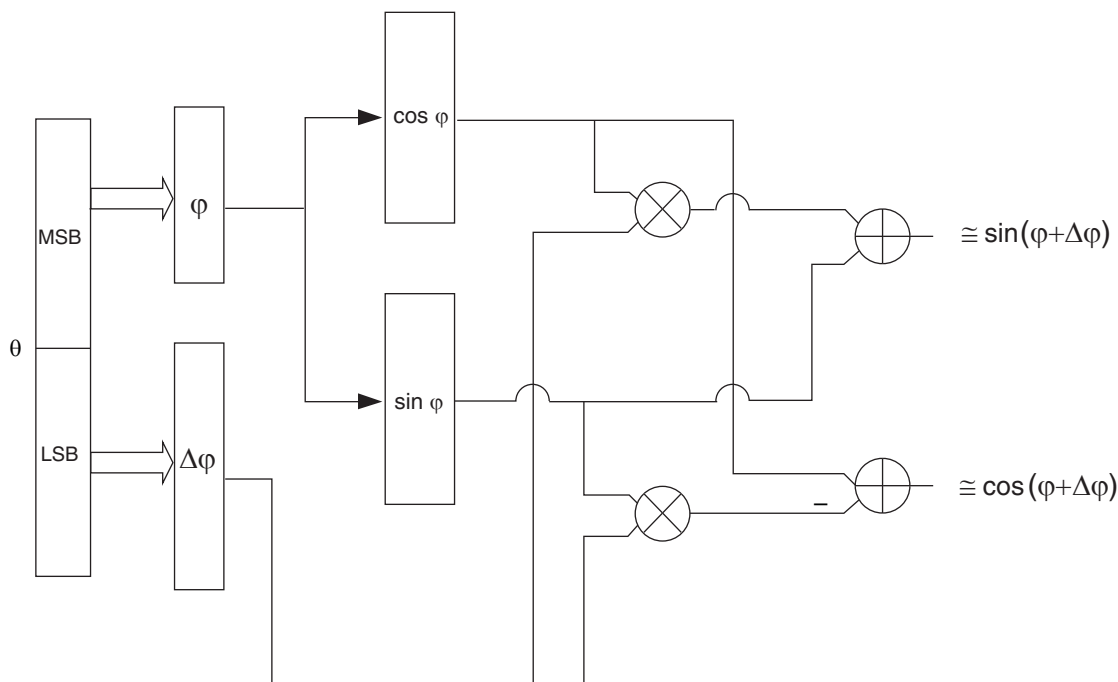 cos φ
MSB
φ
≅ sin(φ+Δφ)
θ
sin φ
LSB
Δφ
–
≅ cos(φ+Δφ)